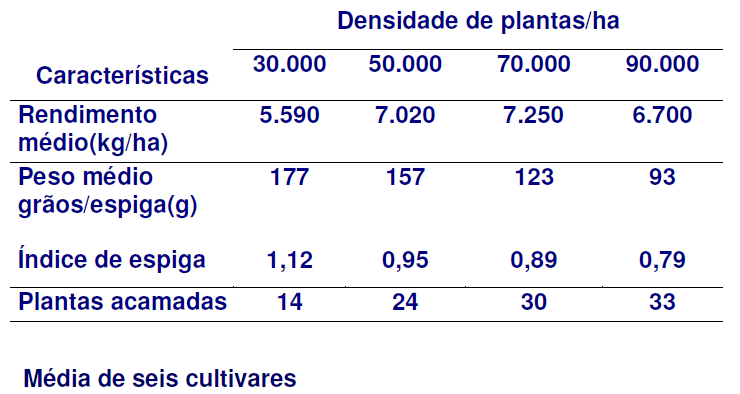 Densidade de plantas/ha
Características 30.000 50.000 70.000 90.000
Rendimento 5.590 7.020 7.250 6.700
médio(kg/ha)
Peso médio 177 157 123 93
grãos/espiga(g)
Índice de espiga 1,12 0,95 0,89 0,79
Plantas acamadas 14 24 30 33
Média de seis cultivares